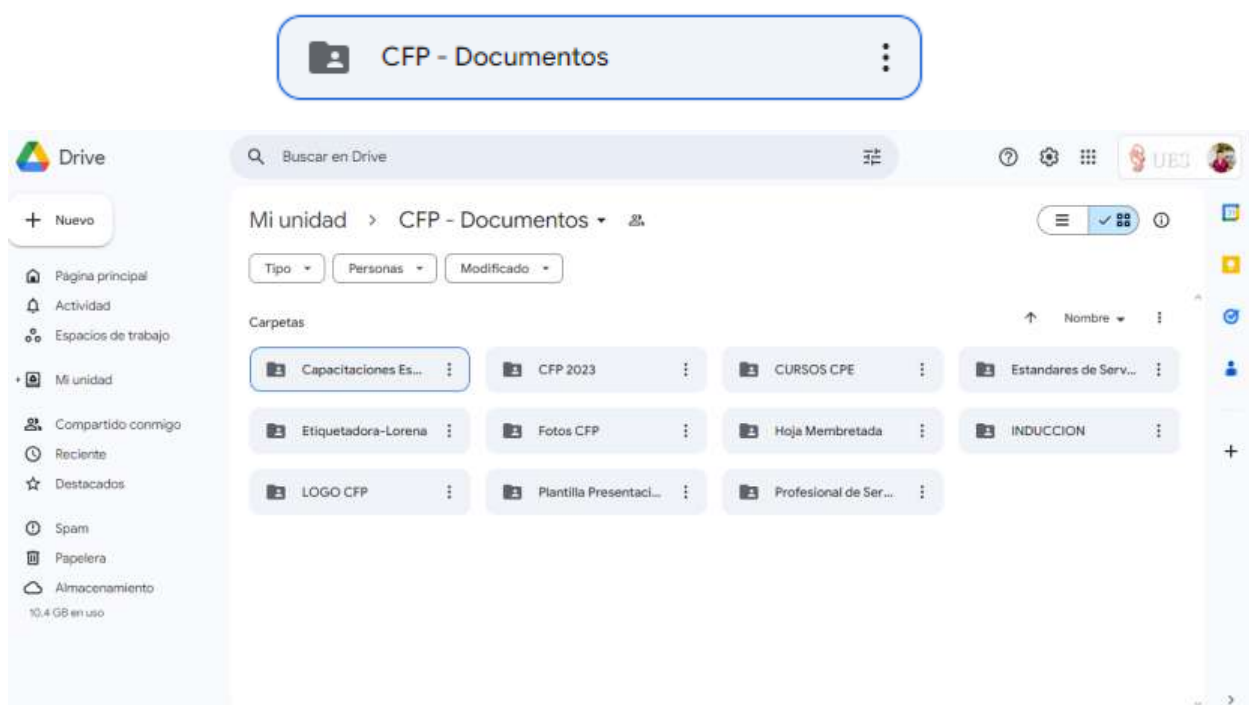 CFP - Documentos
Drive
Buscar en Drive
UES
Nuevo
Mi unidad > CFP - Documentos
Tipo
Personas
Modificado
Página principal
Actividad
Espacios de trabajo
Carpetas
Nombre
Mi unidad
Capacitaciones Es...
CFP 2023
CURSOS CPE
Estandares de Serv...
Compartido conmigo
Etiquetadora-Lorena
Fotos CFP
Hoja Membretada
INDUCCION
Reciente
Destacados
LOGO CFP
Plantilla Presentaci...
Profesional de Ser...
Spam
Papelera
Almacenamiento
10,4 GB en uso